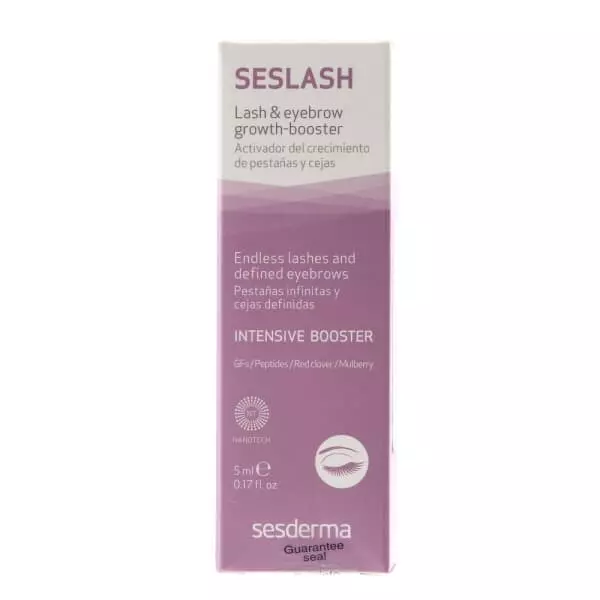 SESLASH
Lash & eyebrow
growth-booster
Activador del crecimiento
de pestañas y cejas
Endless lashes and
defined eyebrows
Pestañas infinitas y
cejas definidas
INTENSIVE BOOSTER
GFs / Peptides / Red clover / Mulberry
NT
NANOTECH
5 ml ℮
0.17 fl. oz
sesderma
Guarantee
seal